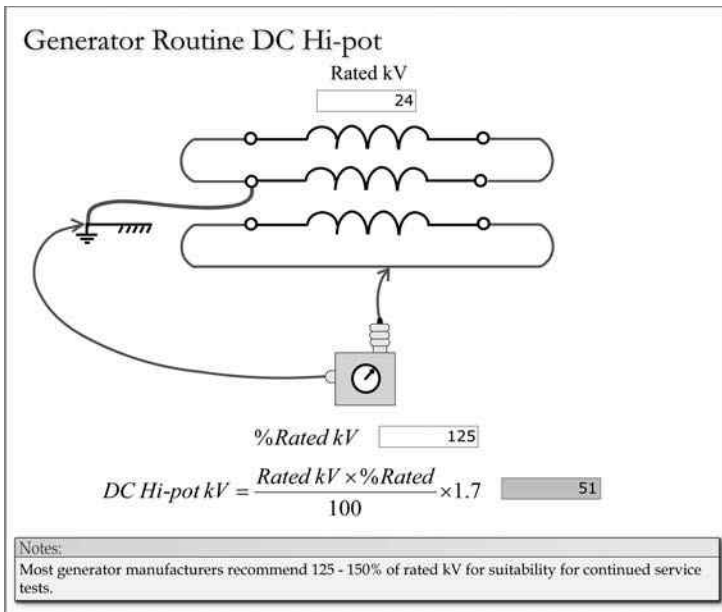 Generator Routine DC Hi-pot
Rated kV
24
%Rated kV 125
DC Hi-pot kV = Rated kV × %Rated / 100 × 1.7 51
Notes:
Most generator manufacturers recommend 125 - 150% of rated kV for suitability for continued service
tests.